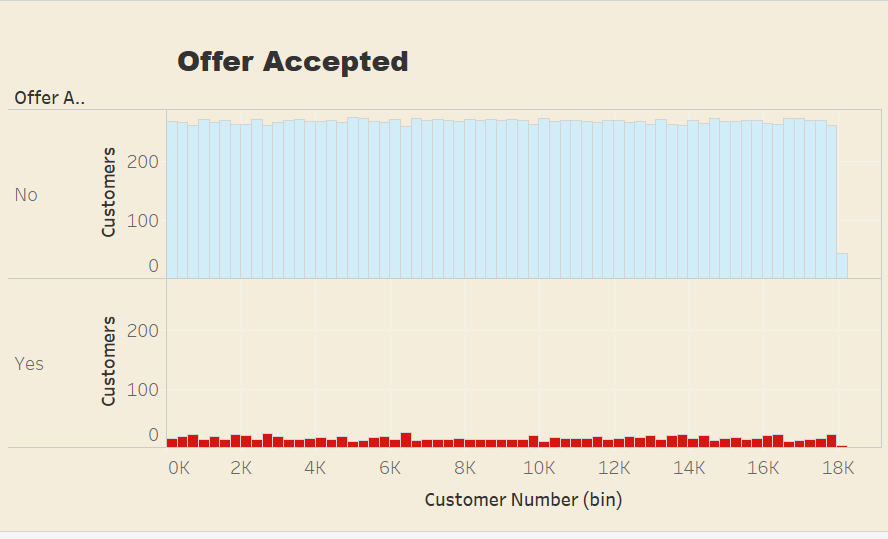 Offer Accepted
Offer A..
No
Customers
200
100
0
Yes
Customers
200
100
0
0K 2K 4K 6K 8K 10K 12K 14K 16K 18K
Customer Number (bin)